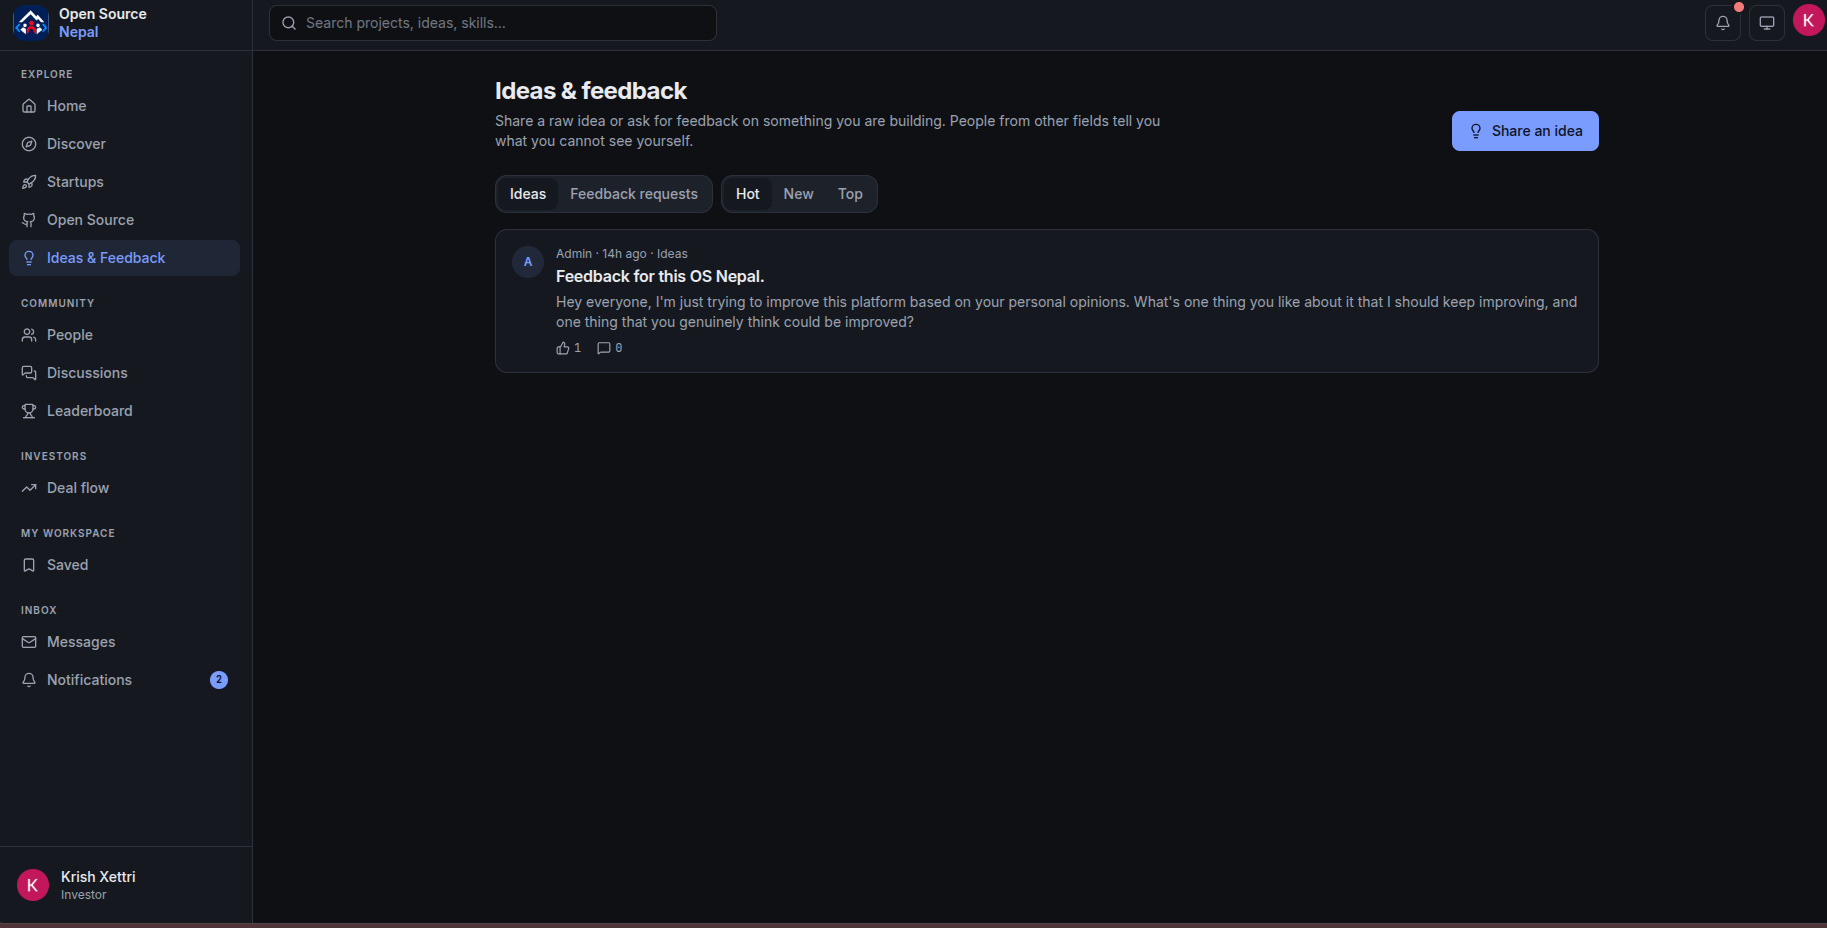 Open Source
Nepal
Search projects, ideas, skills...
K
EXPLORE
Home
Discover
Startups
Open Source
Ideas & Feedback
COMMUNITY
People
Discussions
Leaderboard
INVESTORS
Deal flow
MY WORKSPACE
Saved
INBOX
Messages
Notifications 2
K
Krish Xettri
Investor
Ideas & feedback
Share a raw idea or ask for feedback on something you are building. People from other fields tell you
what you cannot see yourself.
Share an idea
Ideas Feedback requests Hot New Top
A
Admin · 14h ago · Ideas
Feedback for this OS Nepal.
Hey everyone, I'm just trying to improve this platform based on your personal opinions. What's one thing you like about it that I should keep improving, and
one thing that you genuinely think could be improved?
1 0